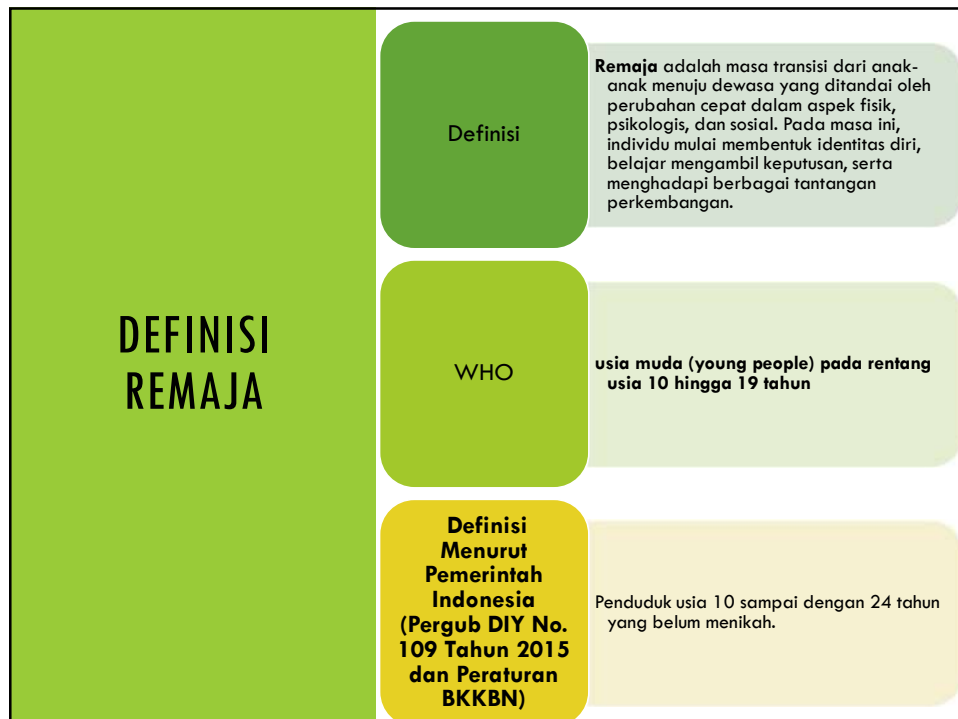 DEFINISI
REMAJA
Definisi
Remaja adalah masa transisi dari anak-
anak menuju dewasa yang ditandai oleh
perubahan cepat dalam aspek fisik,
psikologis, dan sosial. Pada masa ini,
individu mulai membentuk identitas diri,
belajar mengambil keputusan, serta
menghadapi berbagai tantangan
perkembangan.
WHO
usia muda (young people) pada rentang
usia 10 hingga 19 tahun
Definisi
Menurut
Pemerintah
Indonesia
(Pergub DIY No.
109 Tahun 2015
dan Peraturan
BKKBN)
Penduduk usia 10 sampai dengan 24 tahun
yang belum menikah.